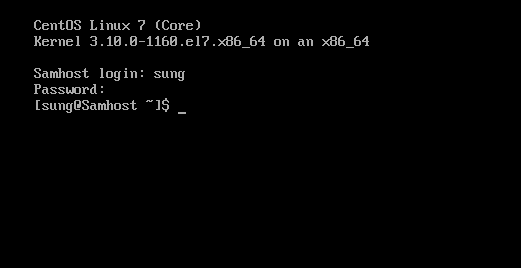 CentOS Linux 7 (Core)
Kernel 3.10.0-1160.el7.x86_64 on an x86_64
Samhost login: sung
Password:
[sung@Samhost ~]$ _